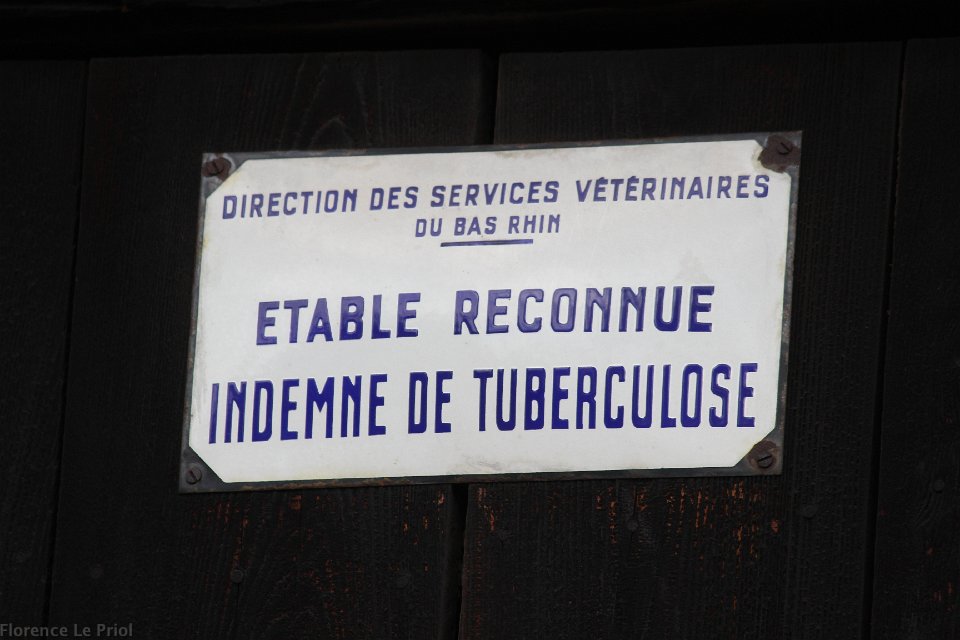 DIRECTION DES SERVICES VÉTÉRINAIRES
DU BAS RHIN
ETABLE RECONNUE
INDEMNE DE TUBERCULOSE
Florence Le Priol